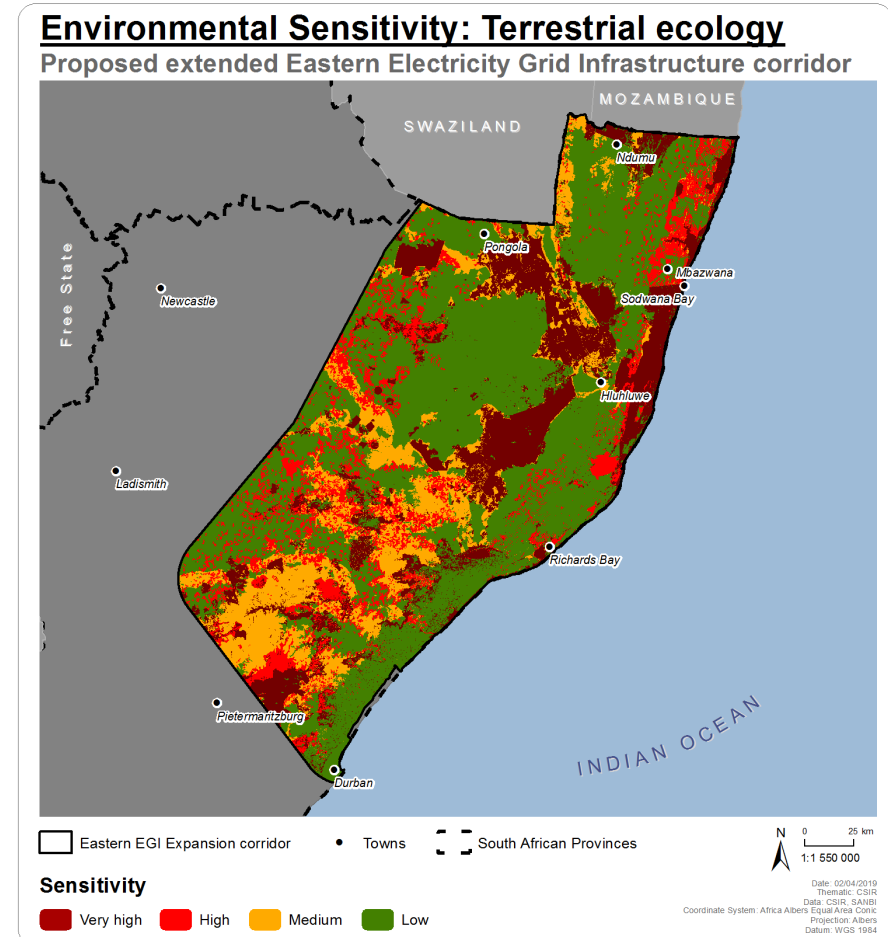 Environmental Sensitivity: Terrestrial ecology
Proposed extended Eastern Electricity Grid Infrastructure corridor
MOZAMBIQUE
SWAZILAND
Ndumu
Pongola
Free State
Newcastle
Mbazwana
Sodwana Bay
Hluhluwe
Ladismith
Richards Bay
Pietermaritzburg
INDIAN OCEAN
Durban
Eastern EGI Expansion corridor
Towns
South African Provinces
N
0 25 km
1:1 550 000
Sensitivity
Very high
High
Medium
Low
Date: 02/04/2019
Thematic: CSIR
Data: CSIR, SANBI
Coordinate System: Africa Albers Equal Area Conic
Projection: Albers
Datum: WGS 1984